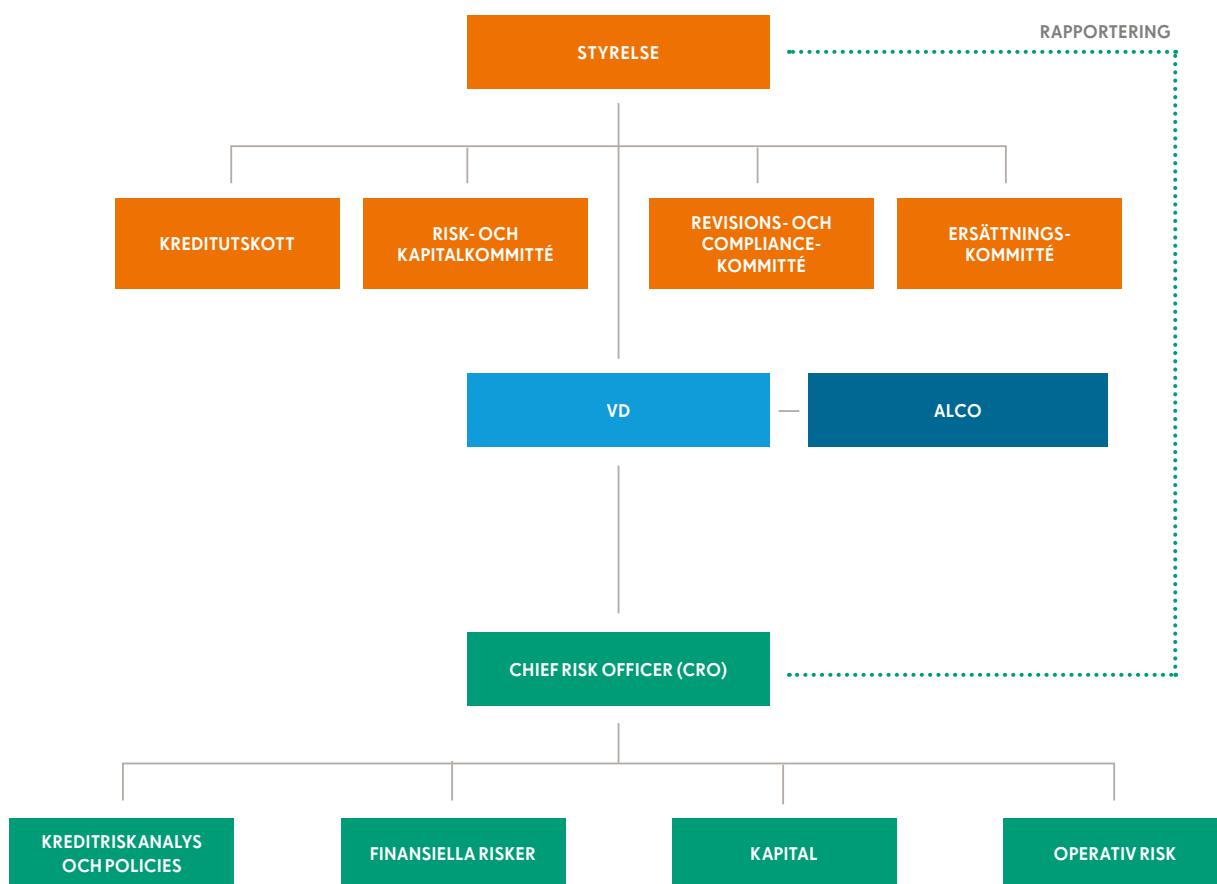 RAPPORTERING
STYRELSE
KREDITUTSKOTT
RISK- OCH
KAPITALKOMMITTÉ
REVISIONS- OCH
COMPLIANCE-
KOMMITTÉ
ERSÄTTNINGS-
KOMMITTÉ
VD
ALCO
CHIEF RISK OFFICER (CRO)
KREDITRISKANALYS
OCH POLICIES
FINANSIELLA RISKER
KAPITAL
OPERATIV RISK